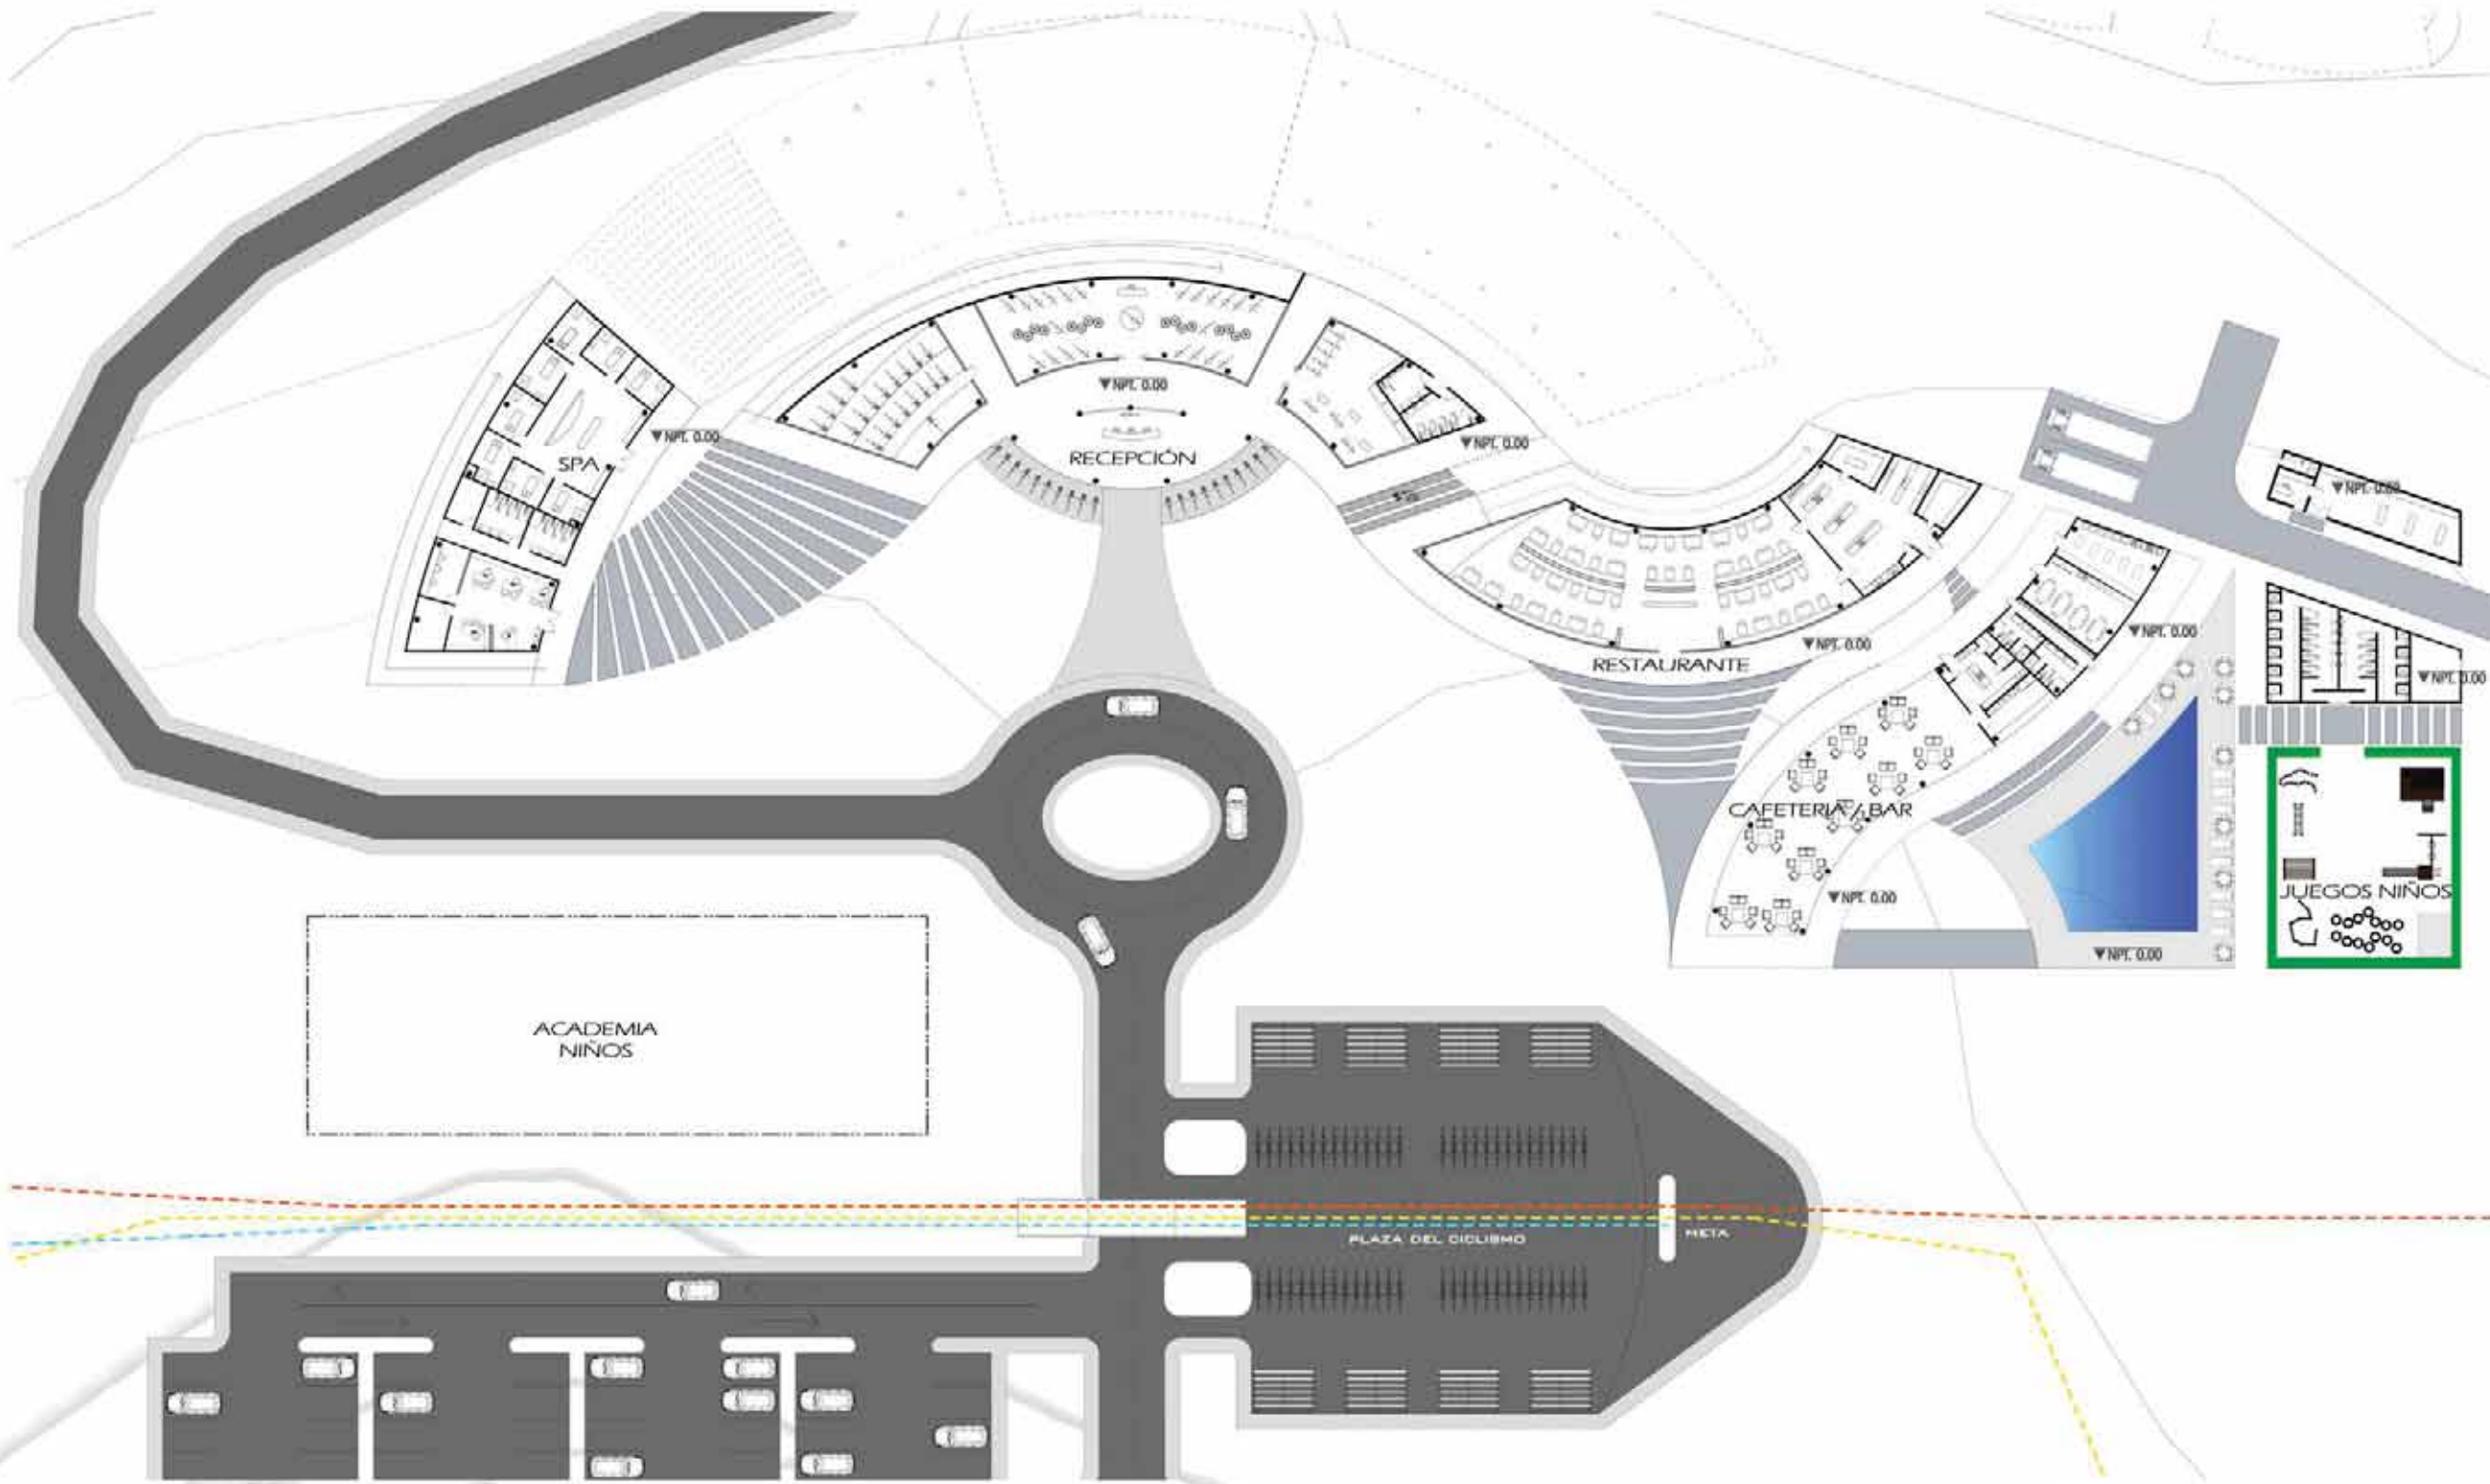 NPT. 0.00
NPT. 0.00
SPA
RECEPCIÓN
NPT. 0.00
NPT. 0.00
NPT. 0.00
NPT. 0.00
RESTAURANTE
NPT. 0.00
NPT. 0.00
CAFETERIA / BAR
NPT. 0.00
JUEGOS NIÑOS
NPT. 0.00
ACADEMIA
NIÑOS
PLAZA DEL CICLISMO
META